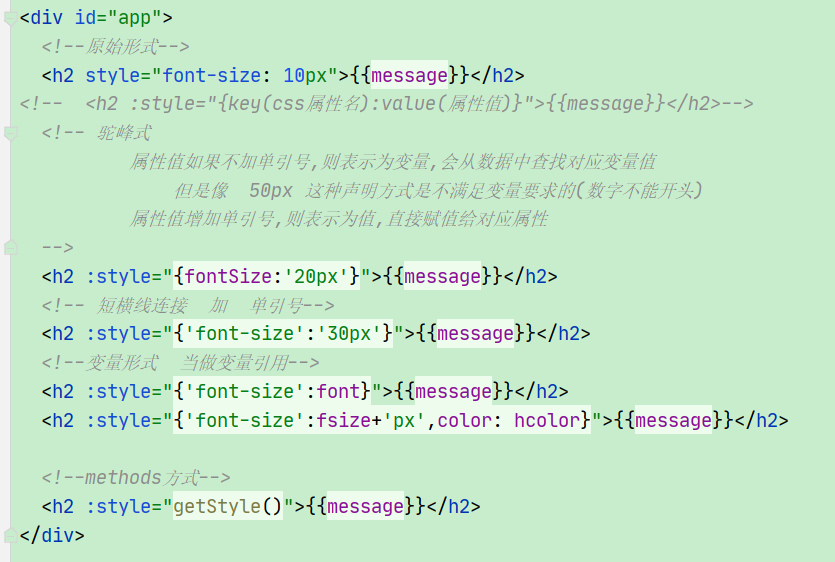 <div id="app">
<!--原始形式-->
<h2 style="font-size: 10px">{{message}}</h2>
<!--  <h2 :style="{key(css属性名):value(属性值)}">{{message}}</h2>-->
<!-- 驼峰式
属性值如果不加单引号,则表示为变量,会从数据中查找对应变量值
但是像  50px 这种声明方式是不满足变量要求的(数字不能开头)
属性值增加单引号,则表示为值,直接赋值给对应属性
-->
<h2 :style="{fontSize:'20px'}">{{message}}</h2>
<!-- 短横线连接  加  单引号-->
<h2 :style="{'font-size':'30px'}">{{message}}</h2>
<!--变量形式  当做变量引用-->
<h2 :style="{'font-size':font}">{{message}}</h2>
<h2 :style="{'font-size':fsize+'px',color: hcolor}">{{message}}</h2>
<!--methods方式-->
<h2 :style="getStyle()">{{message}}</h2>
</div>